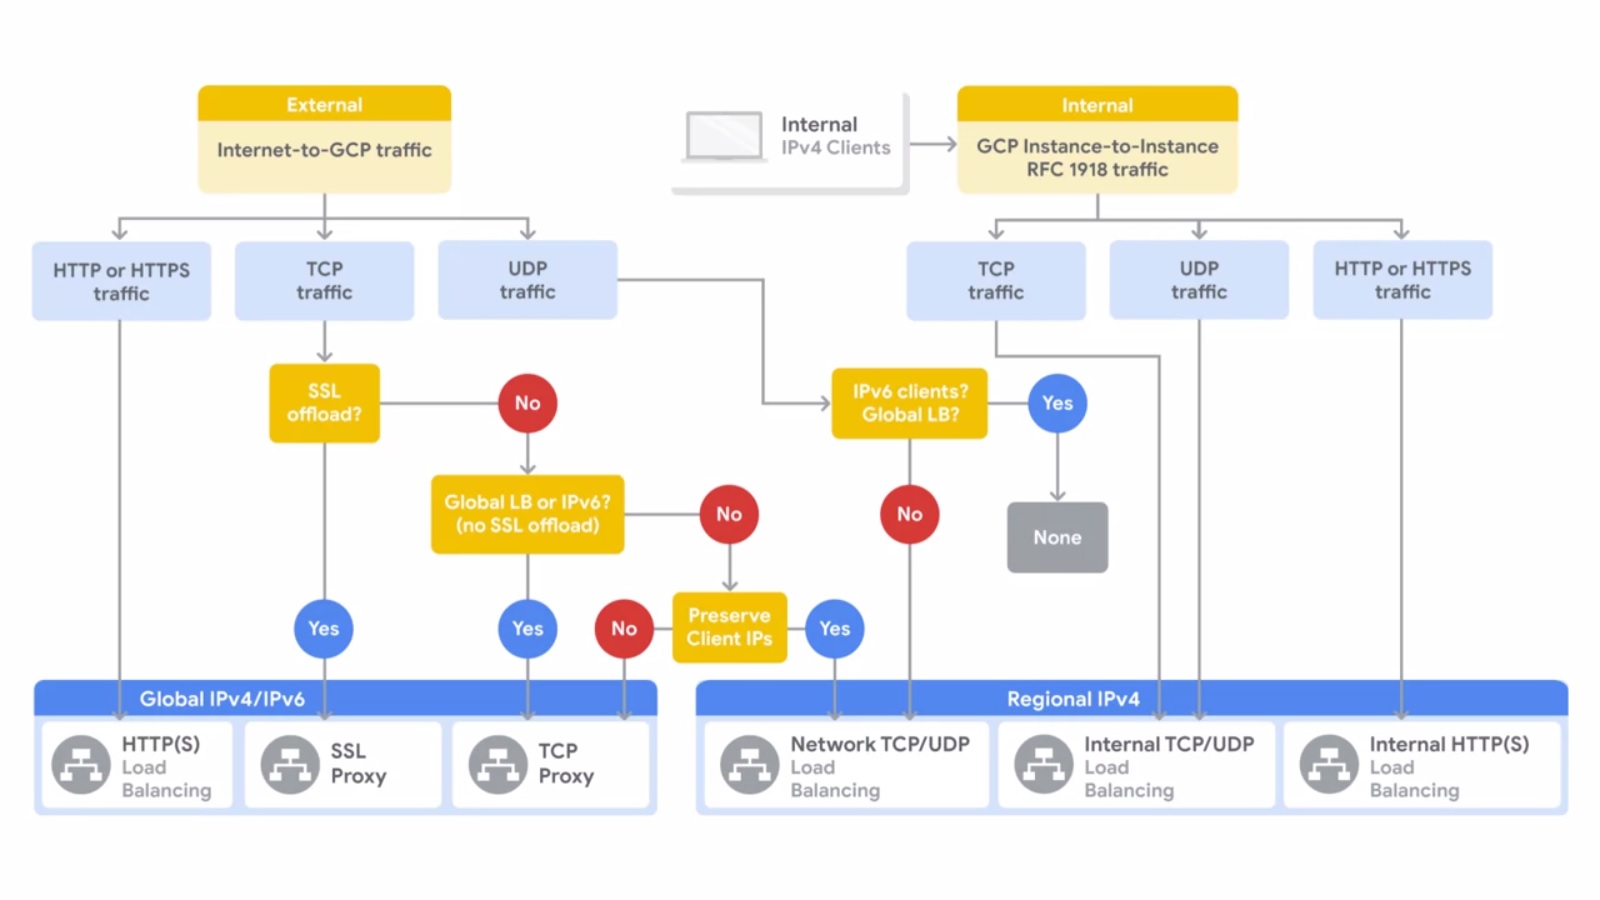 External
Internet-to-GCP traffic
Internal
IPv4 Clients
Internal
GCP Instance-to-Instance
RFC 1918 traffic
HTTP or HTTPS
traffic
TCP
traffic
UDP
traffic
TCP
traffic
UDP
traffic
HTTP or HTTPS
traffic
SSL
offload?
No
IPv6 clients?
Global LB?
Yes
Global LB or IPv6?
(no SSL offload)
No
No
None
Yes
Yes
No
Preserve
Client IPs
Yes
Global IPv4/IPv6
HTTP(S)
Load
Balancing
SSL
Proxy
TCP
Proxy
Regional IPv4
Network TCP/UDP
Load
Balancing
Internal TCP/UDP
Load
Balancing
Internal HTTP(S)
Load
Balancing